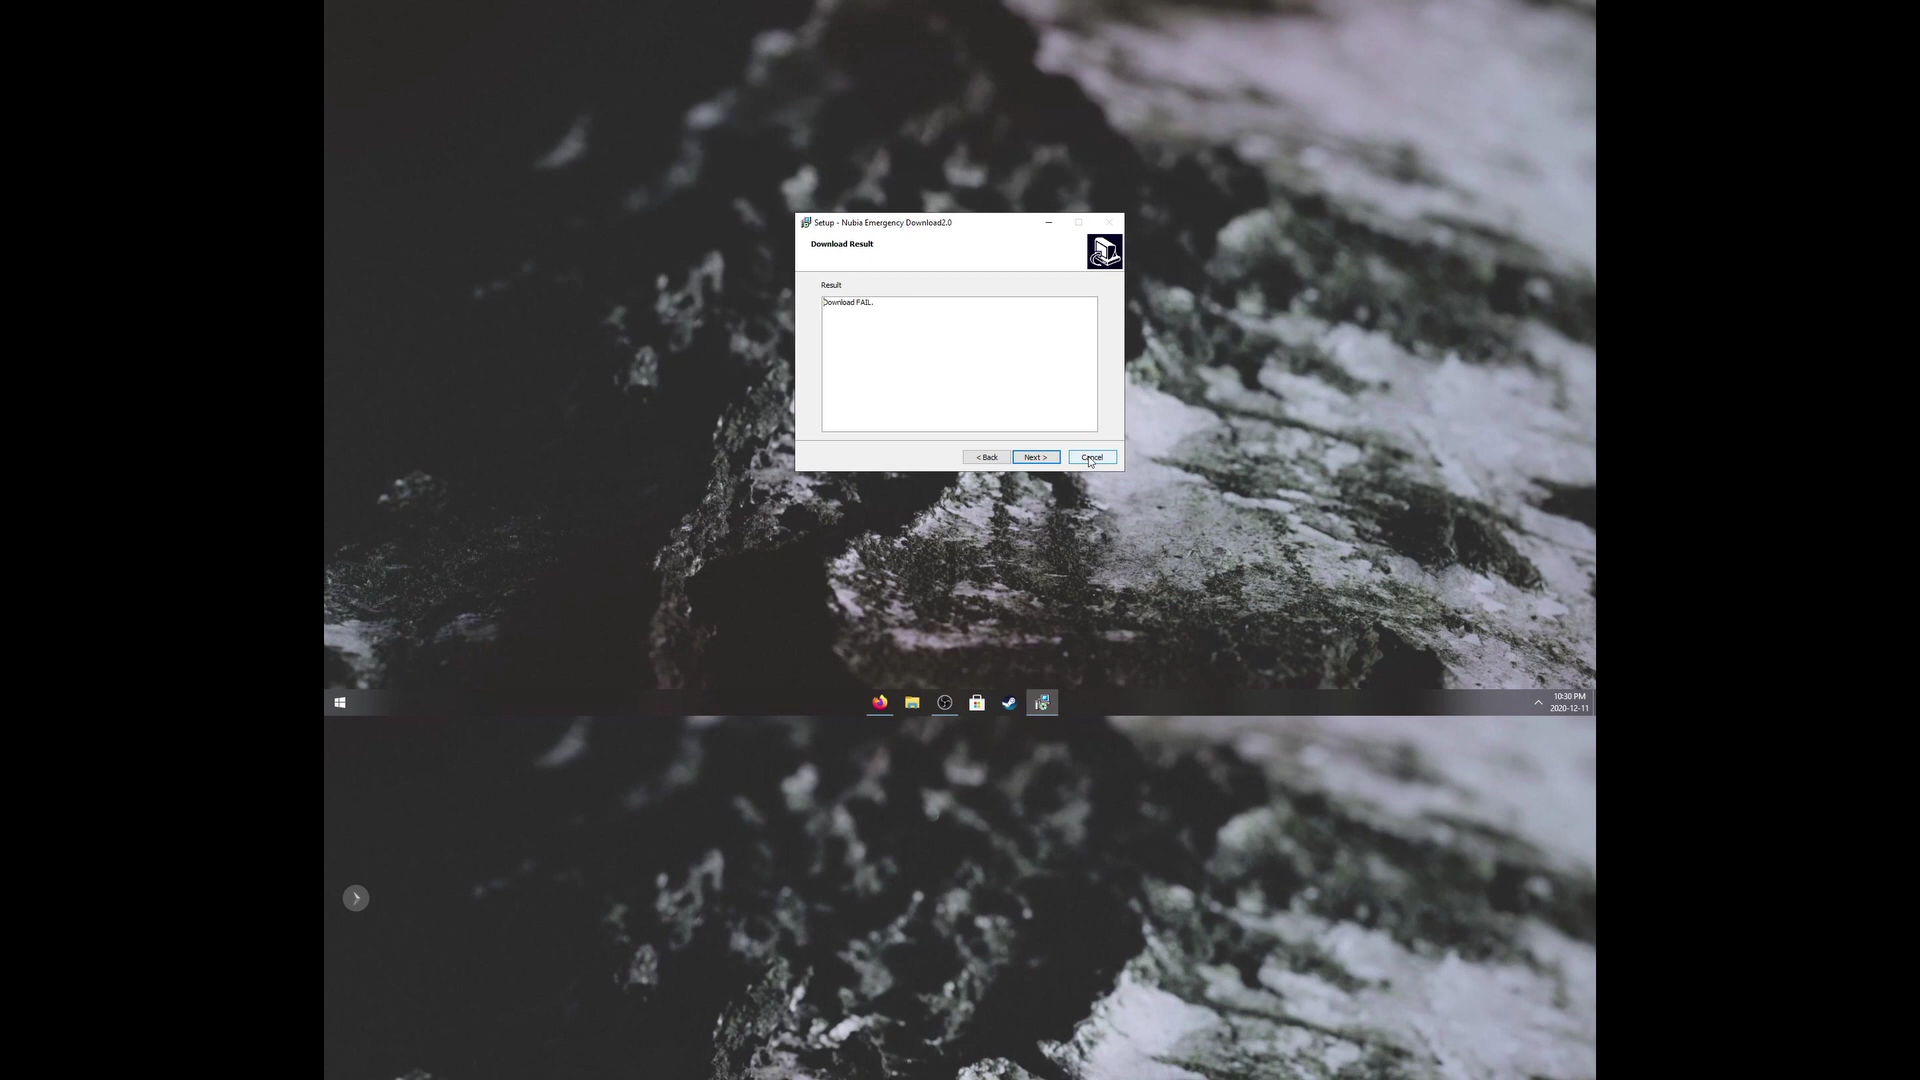 Setup - Nubia Emergency Download2.0
Download Result
Result
Download FAIL.
< Back
Next >
Cancel
10:30 PM
2020-12-11